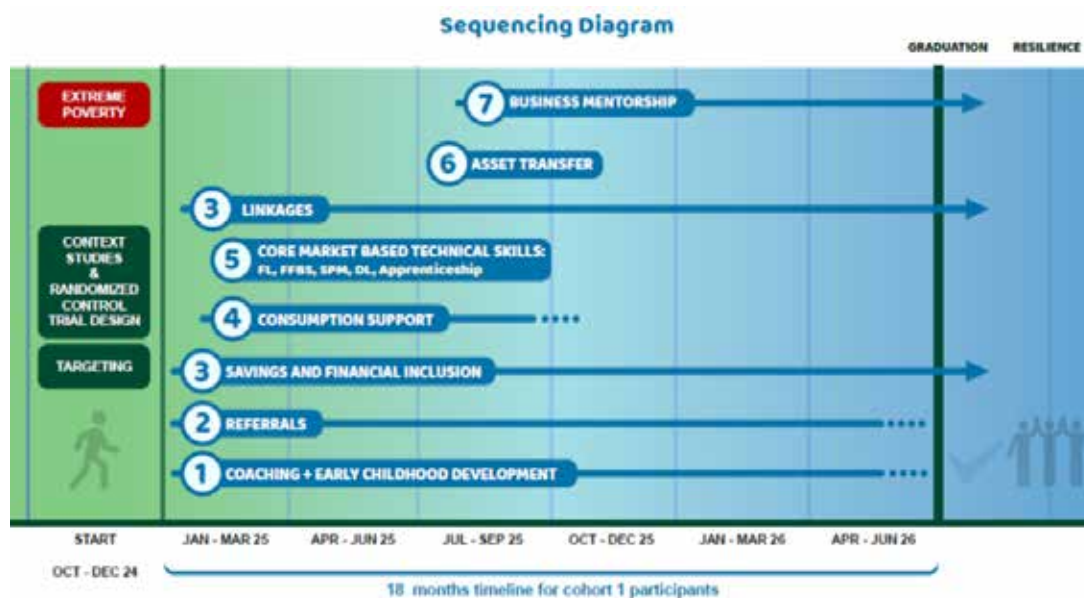 Sequencing Diagram
GRADUATION
RESILIENCE
EXTREME
POVERTY
7 BUSINESS MENTORSHIP
6 ASSET TRANSFER
3 LINKAGES
CONTEXT
STUDIES
&
RANDOMIZED
CONTROL
TRIAL DESIGN
5 CORE MARKET BASED TECHNICAL SKILLS:
FL, FFBS, SPM, DL, Apprenticeship
4 CONSUMPTION SUPPORT
TARGETING
3 SAVINGS AND FINANCIAL INCLUSION
2 REFERRALS
1 COACHING + EARLY CHILDHOOD DEVELOPMENT
START
JAN - MAR 25
APR - JUN 25
JUL - SEP 25
OCT - DEC 25
JAN - MAR 26
APR - JUN 26
OCT - DEC 24
18 months timeline for cohort 1 participants